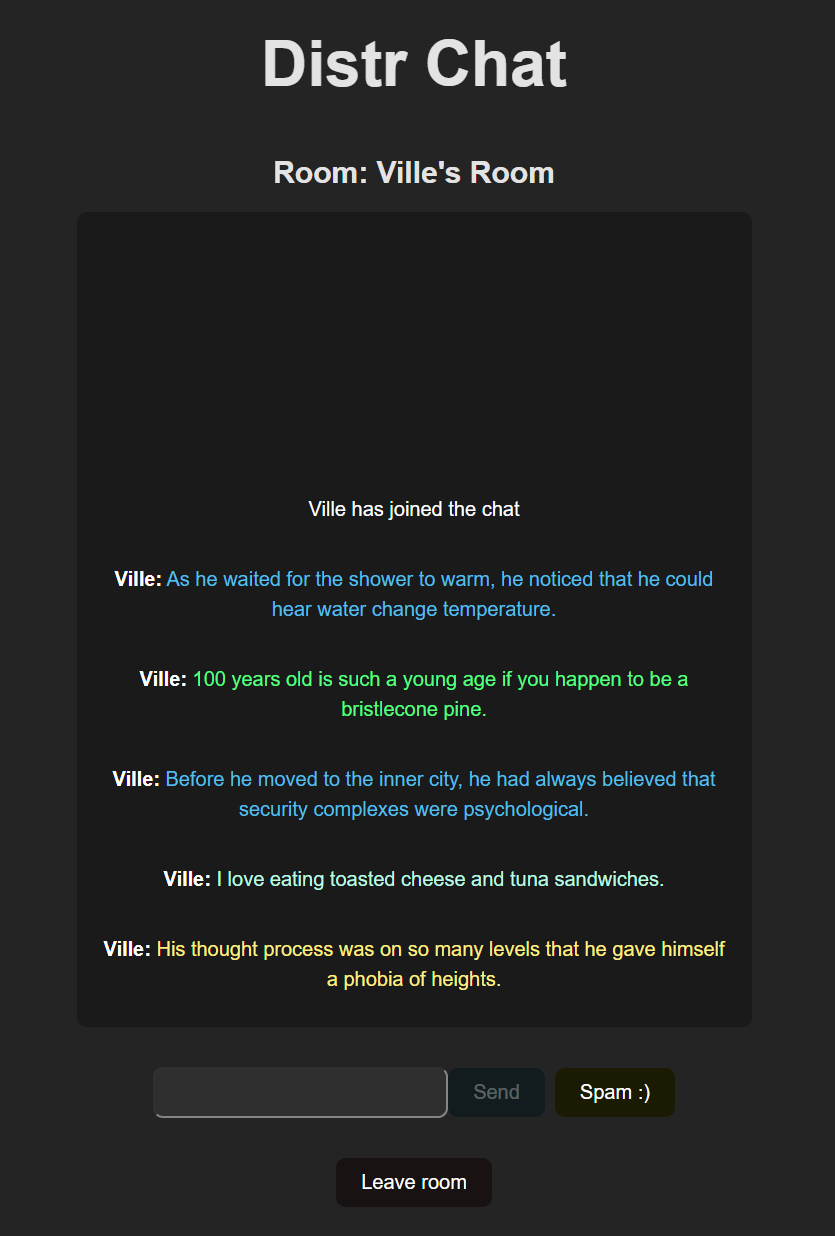 Distr Chat
Room: Ville's Room
Ville has joined the chat
Ville: As he waited for the shower to warm, he noticed that he could
hear water change temperature.
Ville: 100 years old is such a young age if you happen to be a
bristlecone pine.
Ville: Before he moved to the inner city, he had always believed that
security complexes were psychological.
Ville: I love eating toasted cheese and tuna sandwiches.
Ville: His thought process was on so many levels that he gave himself
a phobia of heights.
Send Spam :)
Leave room